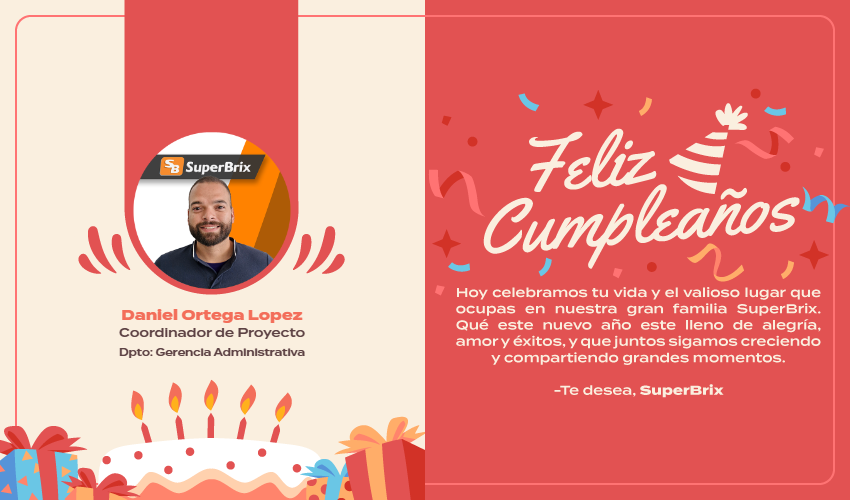 SB SuperBrix
Daniel Ortega Lopez
Coordinador de Proyecto
Dpto: Gerencia Administrativa
Feliz
Cumpleaños
Hoy celebramos tu vida y el valioso lugar que
ocupas en nuestra gran familia SuperBrix.
Qué este nuevo año este lleno de alegría,
amor y éxitos, y que juntos sigamos creciendo
y compartiendo grandes momentos.
-Te desea, SuperBrix